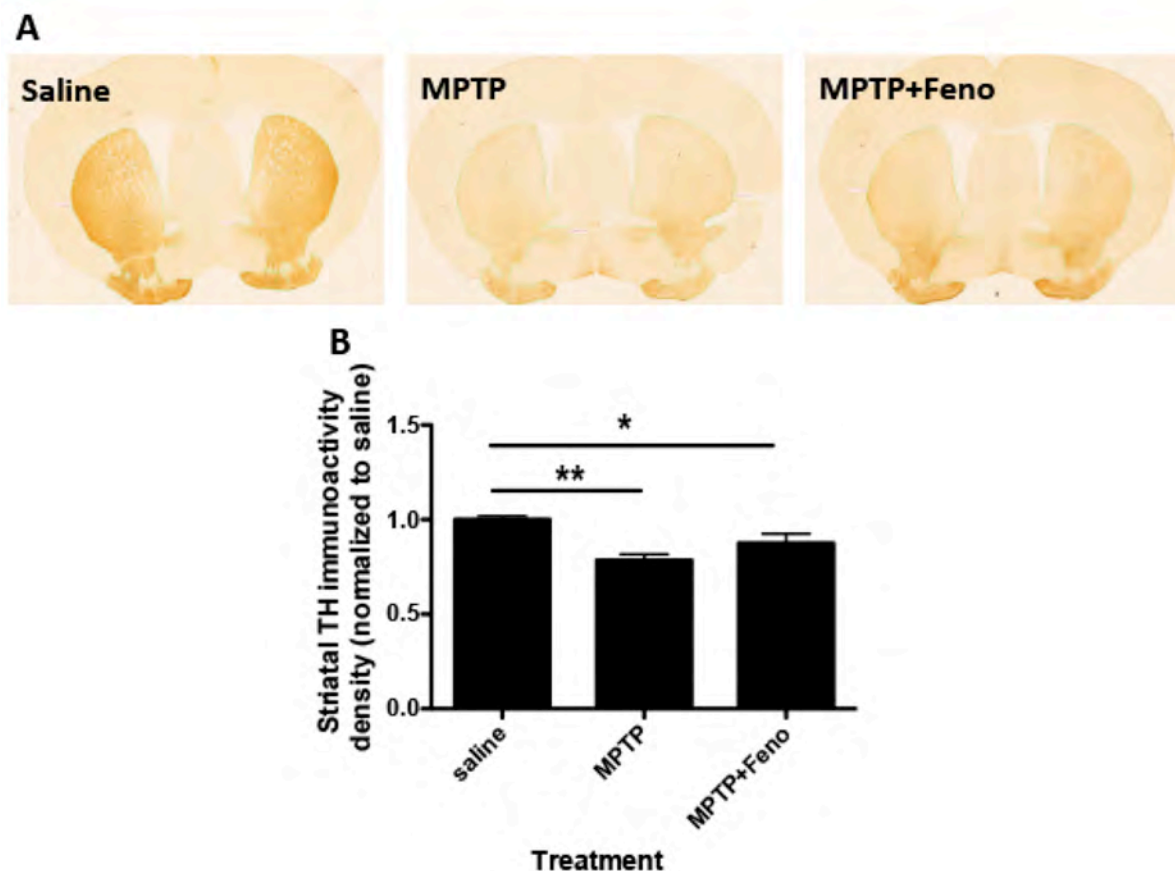 A
Saline
MPTP
MPTP+Feno
B
Striatal TH immunoactivity
density (normalized to saline)
1.5
1.0
0.5
0.0
*
**
saline
MPTP
MPTP+Feno
Treatment